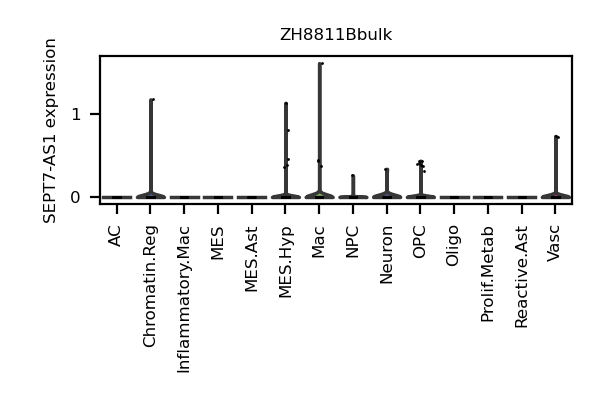 ZH8811Bbulk
SEPT7-AS1 expression
1
0
AC
Chromatin.Reg
Inflammatory.Mac
MES
MES.Ast
MES.Hyp
Mac
NPC
Neuron
OPC
Oligo
Prolif.Metab
Reactive.Ast
Vasc